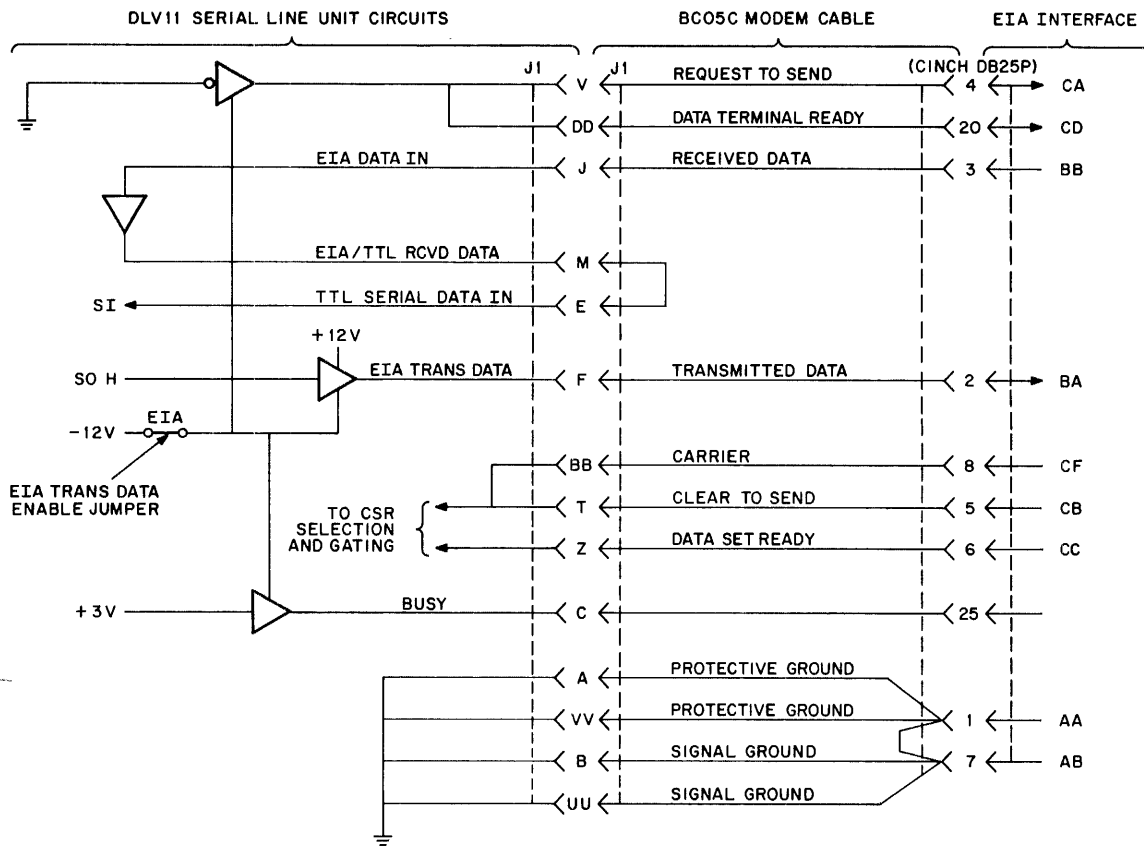 DLV11 SERIAL LINE UNIT CIRCUITS BC05C MODEM CABLE EIA INTERFACE
J1 J1 (CINCH DB25P)
V REQUEST TO SEND 4 CA
DD DATA TERMINAL READY 20 CD
EIA DATA IN J RECEIVED DATA 3 BB
EIA/TTL RCVD DATA M
SI TTL SERIAL DATA IN E
+12V
SO H EIA TRANS DATA F TRANSMITTED DATA 2 BA
-12V EIA
EIA TRANS DATA
ENABLE JUMPER
BB CARRIER 8 CF
TO CSR
SELECTION
AND GATING
T CLEAR TO SEND 5 CB
Z DATA SET READY 6 CC
+3V BUSY C 25
A PROTECTIVE GROUND
VV PROTECTIVE GROUND 1 AA
B SIGNAL GROUND 7 AB
UU SIGNAL GROUND